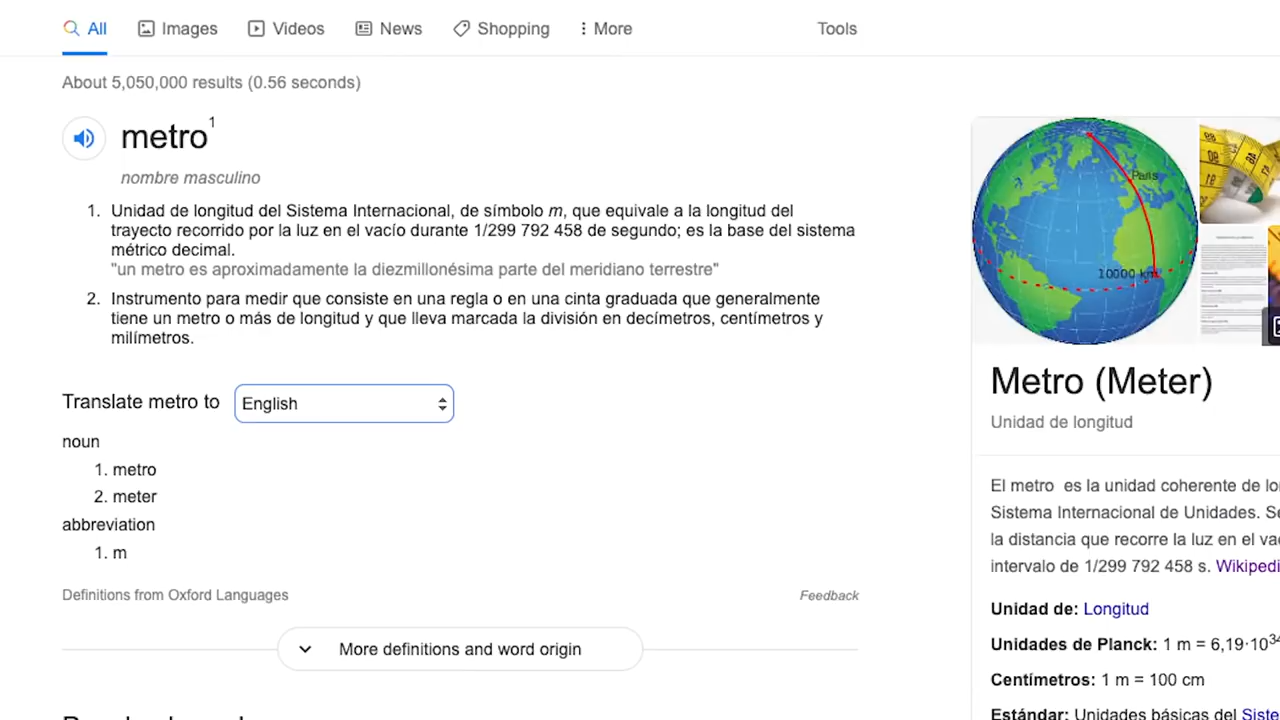 All Images Videos News Shopping More Tools
About 5,050,000 results (0.56 seconds)
metro¹
nombre masculino
1. Unidad de longitud del Sistema Internacional, de símbolo m, que equivale a la longitud del
trayecto recorrido por la luz en el vacío durante 1/299 792 458 de segundo; es la base del sistema
métrico decimal.
"un metro es aproximadamente la diezmillonésima parte del meridiano terrestre"
2. Instrumento para medir que consiste en una regla o en una cinta graduada que generalmente
tiene un metro o más de longitud y que lleva marcada la división en decímetros, centímetros y
milímetros.
Translate metro to English
noun
1. metro
2. meter
abbreviation
1. m
Definitions from Oxford Languages Feedback
More definitions and word origin
Paris
10000 km
Metro (Meter)
Unidad de longitud
El metro es la unidad coherente de
Sistema Internacional de Unidades.
la distancia que recorre la luz en el
intervalo de 1/299 792 458 s.
Unidad de: Longitud
Unidades de Planck: 1 m = 6,19·10³⁴
Centímetros: 1 m = 100 cm
Estándar: Unidades básicas del